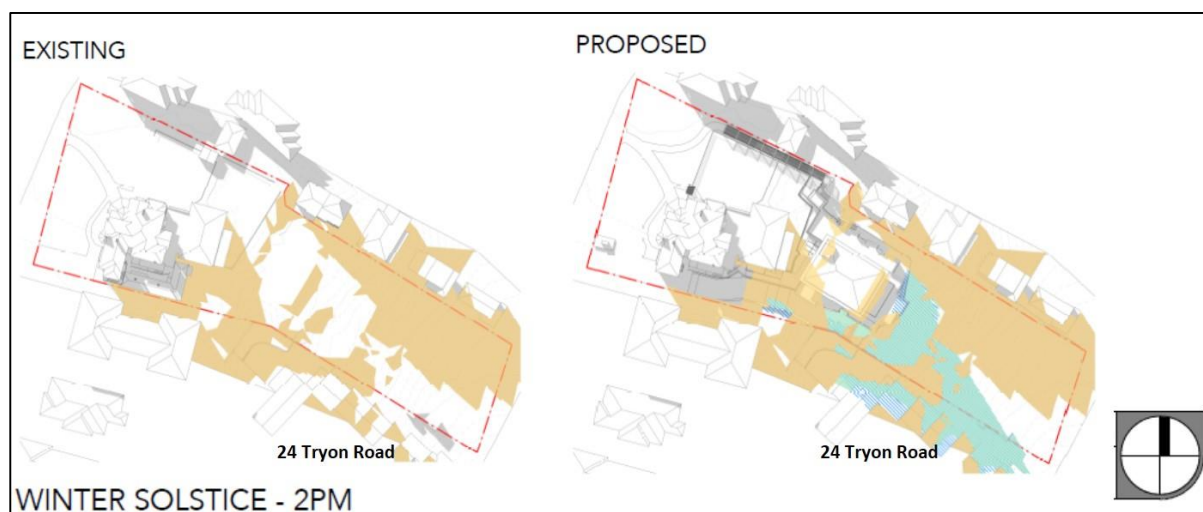 EXISTING
PROPOSED
24 Tryon Road
24 Tryon Road
WINTER SOLSTICE - 2PM